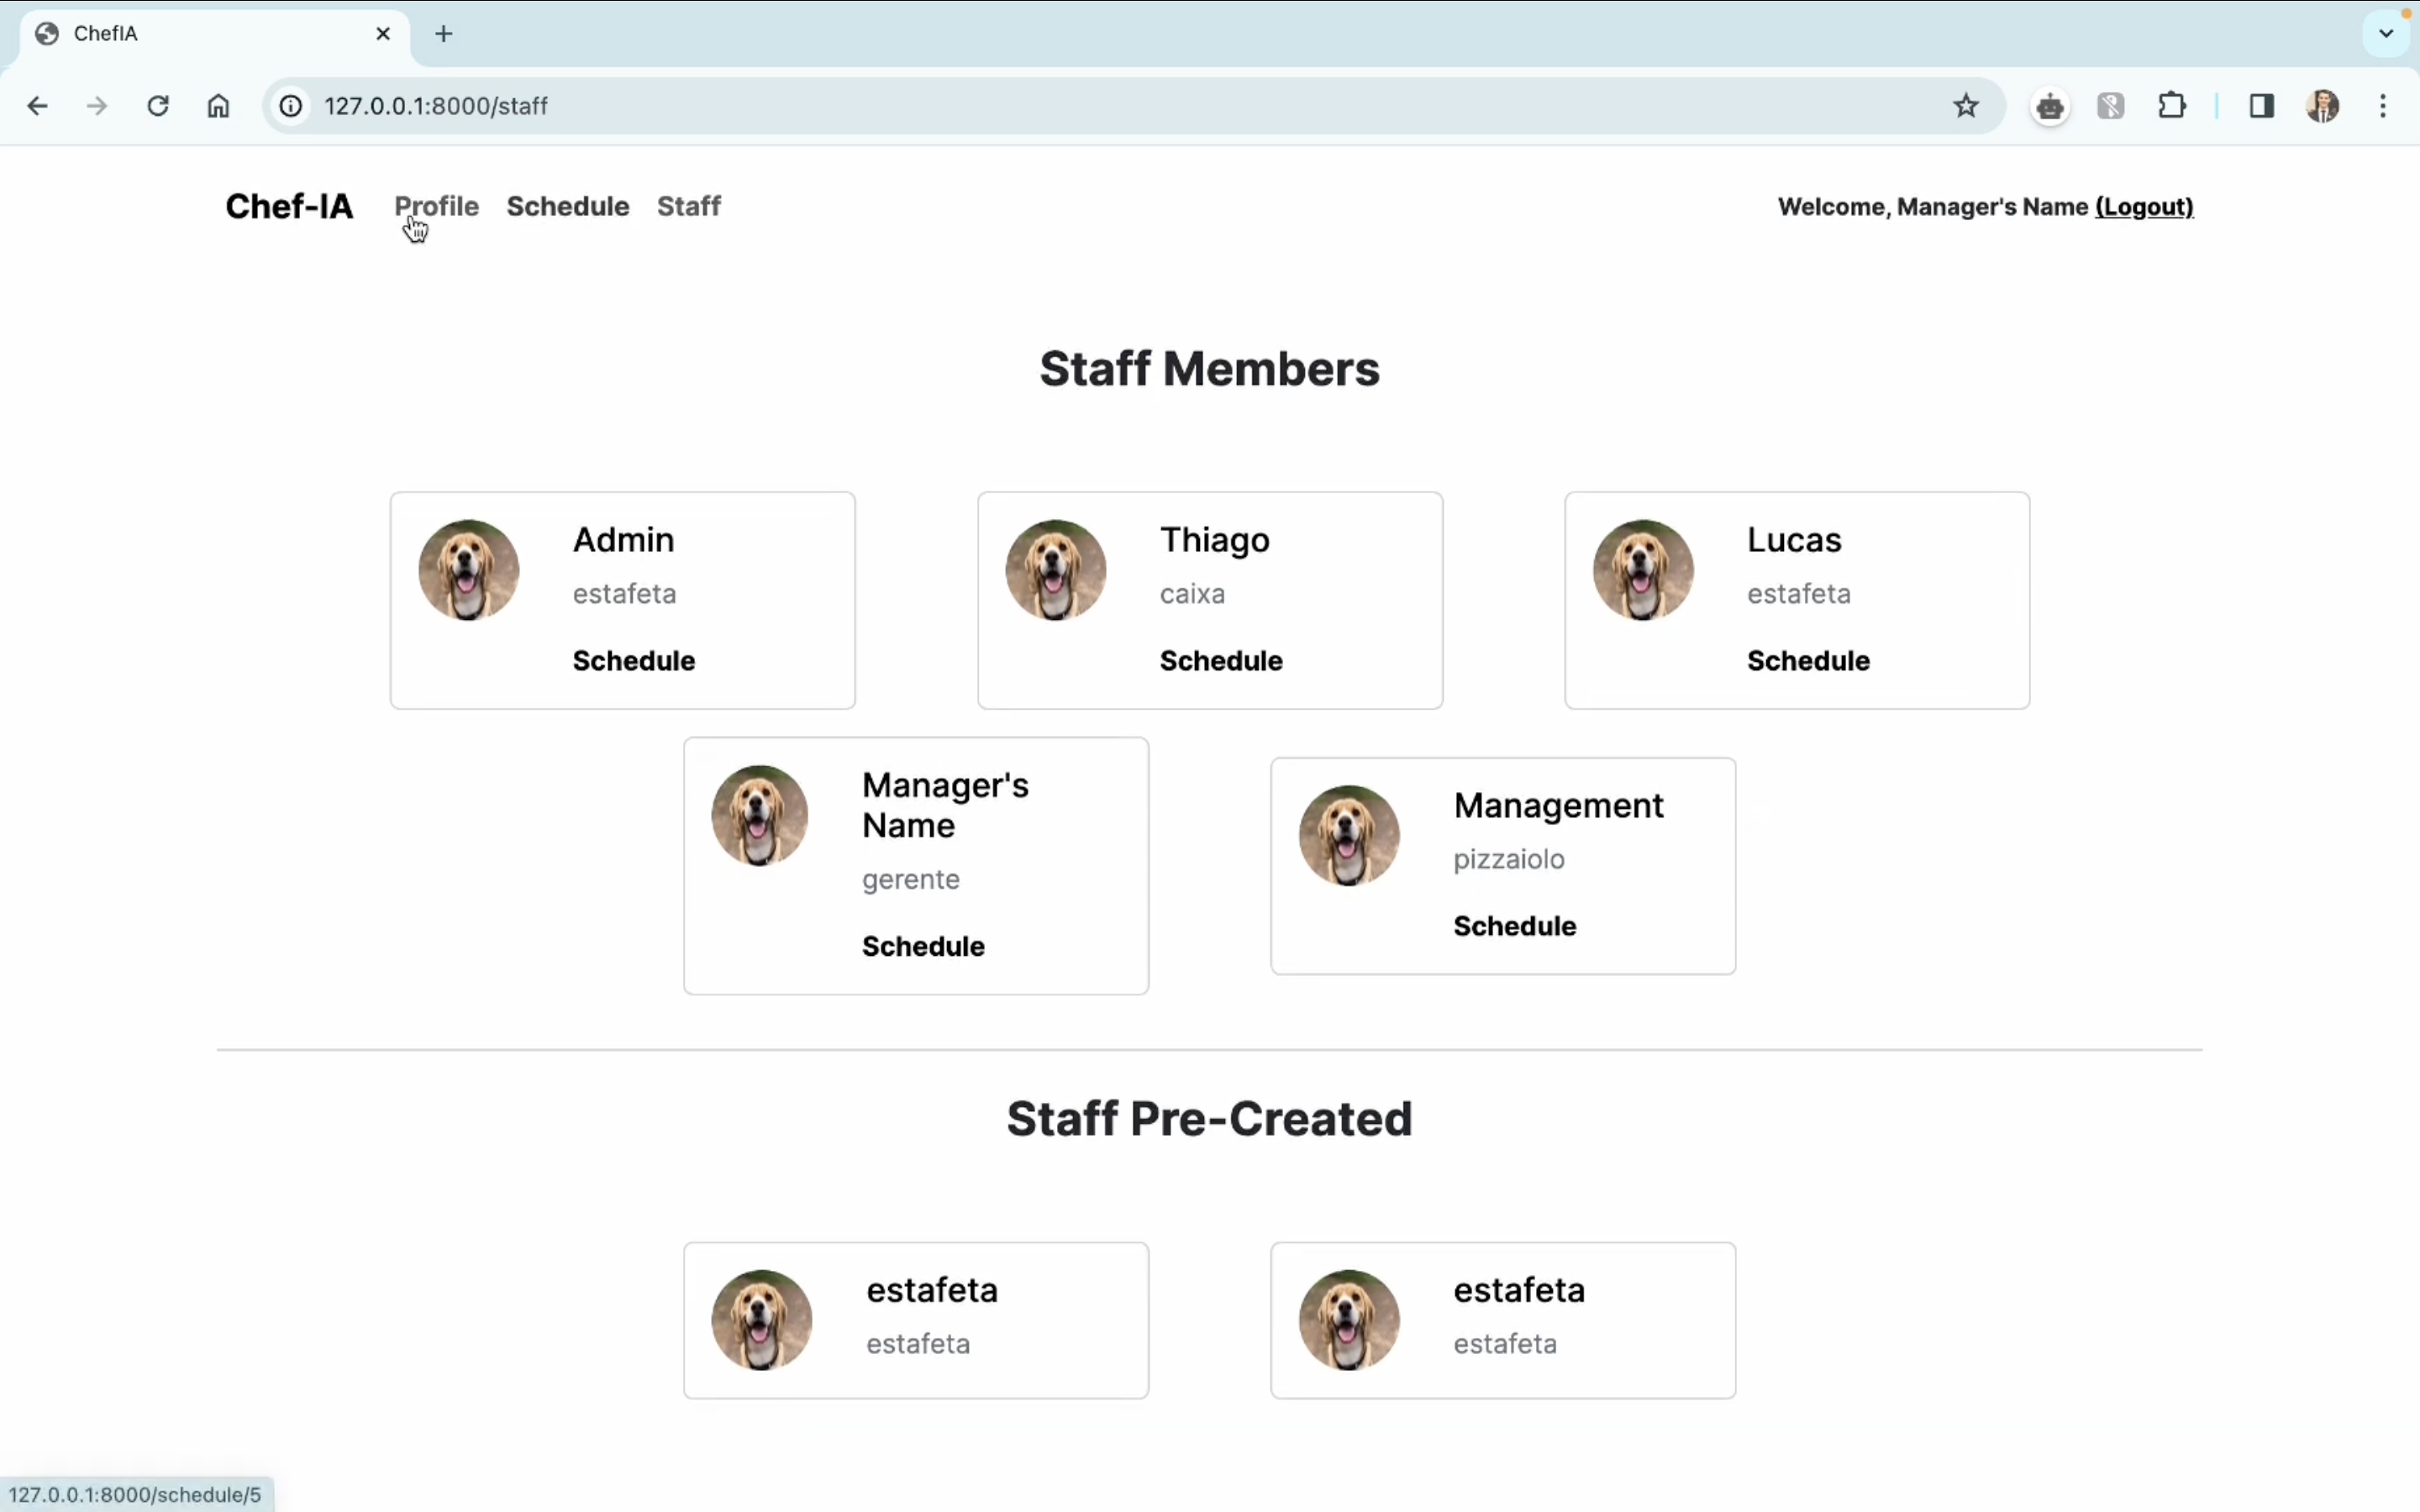 ChefIA
127.0.0.1:8000/staff
Chef-IA Profile Schedule Staff Welcome, Manager's Name (Logout)
Staff Members
Admin
estafeta
Schedule
Thiago
caixa
Schedule
Lucas
estafeta
Schedule
Manager's
Name
gerente
Schedule
Management
pizzaiolo
Schedule
Staff Pre-Created
estafeta
estafeta
estafeta
estafeta
127.0.0.1:8000/schedule/5